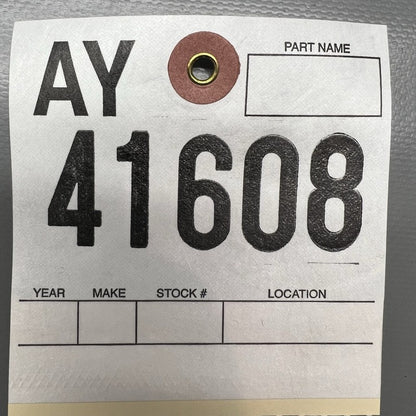 AY
PART NAME
41608
YEAR MAKE STOCK # LOCATION